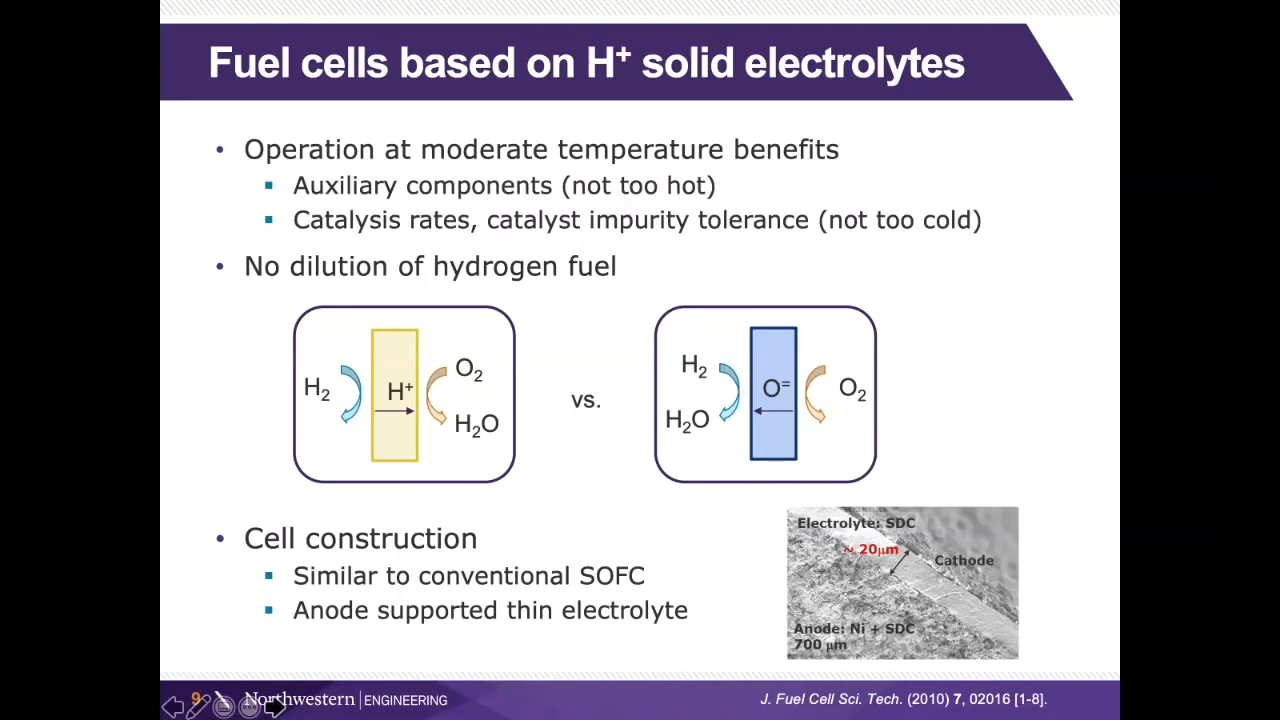 Fuel cells based on H⁺ solid electrolytes
• Operation at moderate temperature benefits
▪ Auxiliary components (not too hot)
▪ Catalysis rates, catalyst impurity tolerance (not too cold)
• No dilution of hydrogen fuel
H₂
H⁺
O₂
H₂O
vs.
H₂
H₂O
O⁼
O₂
• Cell construction
▪ Similar to conventional SOFC
▪ Anode supported thin electrolyte
Electrolyte: SDC
~ 20μm
Cathode
Anode: Ni + SDC
700 μm
9
Northwestern | ENGINEERING
J. Fuel Cell Sci. Tech. (2010) 7, 02016 [1-8].